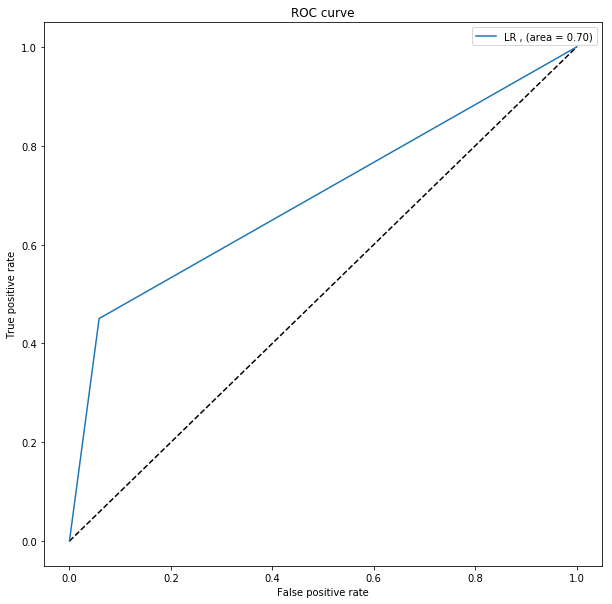 ROC curve
LR , (area = 0.70)
1.0
0.8
0.6
0.4
0.2
0.0
True positive rate
0.0 0.2 0.4 0.6 0.8 1.0
False positive rate